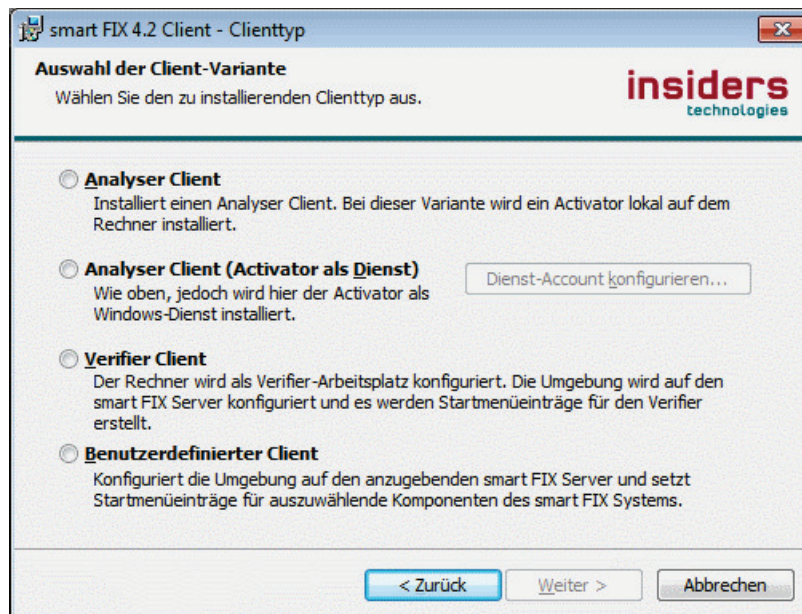 smart FIX 4.2 Client - Clienttyp
Auswahl der Client-Variante
Wählen Sie den zu installierenden Clienttyp aus.
insiders
technologies
Analyser Client
Installiert einen Analyser Client. Bei dieser Variante wird ein Activator lokal auf dem
Rechner installiert.
Analyser Client (Activator als Dienst)
Dienst-Account konfigurieren...
Wie oben, jedoch wird hier der Activator als
Windows-Dienst installiert.
Verifier Client
Der Rechner wird als Verifier-Arbeitsplatz konfiguriert. Die Umgebung wird auf den
smart FIX Server konfiguriert und es werden Startmenüeinträge für den Verifier
erstellt.
Benutzerdefinierter Client
Konfiguriert die Umgebung auf den anzugebenden smart FIX Server und setzt
Startmenüeinträge für auszuwählende Komponenten des smart FIX Systems.
< Zurück
Weiter >
Abbrechen